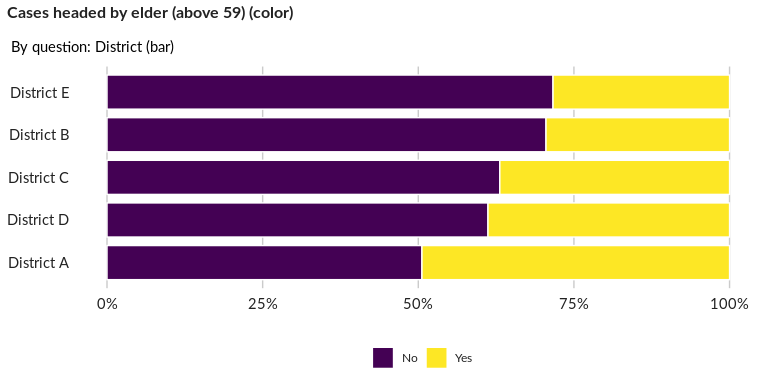 Cases headed by elder (above 59) (color)
By question: District (bar)
District E
District B
District C
District D
District A
0% 25% 50% 75% 100%
No Yes